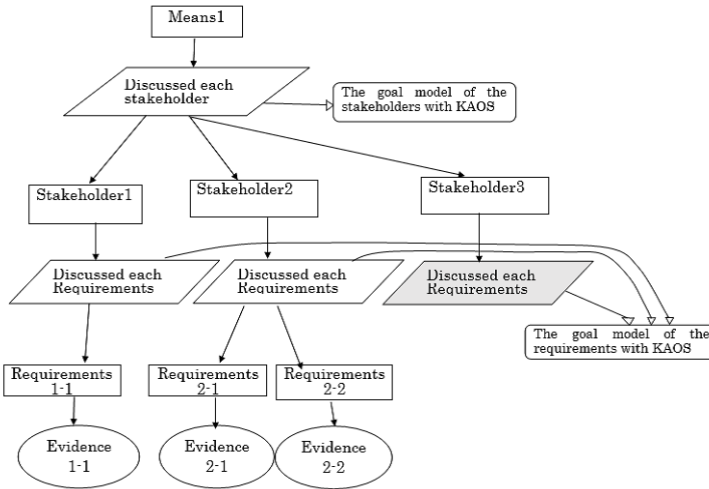 Means1
Discussed each
stakeholder
The goal model of the
stakeholders with KAOS
Stakeholder1
Stakeholder2
Stakeholder3
Discussed each
Requirements
Discussed each
Requirements
Discussed each
Requirements
The goal model of the
requirements with KAOS
Requirements
1-1
Requirements
2-1
Requirements
2-2
Evidence
1-1
Evidence
2-1
Evidence
2-2